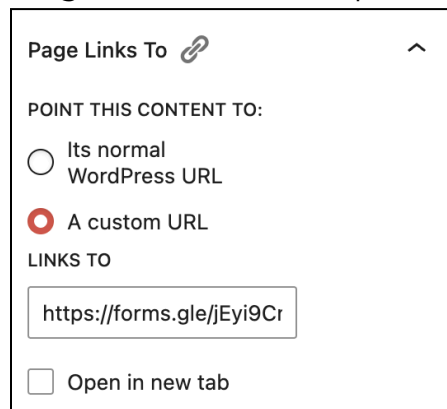 Page Links To
POINT THIS CONTENT TO:
Its normal
WordPress URL
A custom URL
LINKS TO
https://forms.gle/jEyi9Cr
Open in new tab